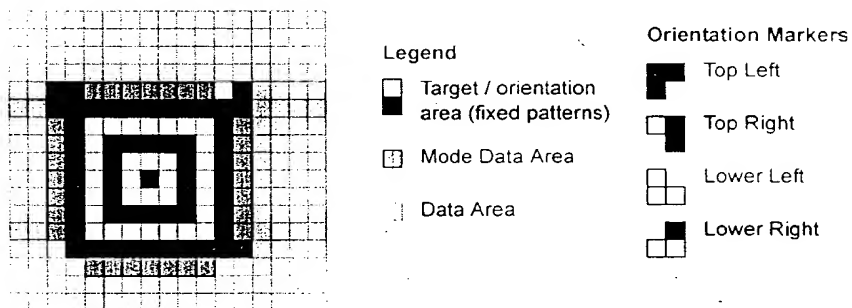 Legend
Target / orientation
area (fixed patterns)
Mode Data Area
Data Area
Orientation Markers
Top Left
Top Right
Lower Left
Lower Right